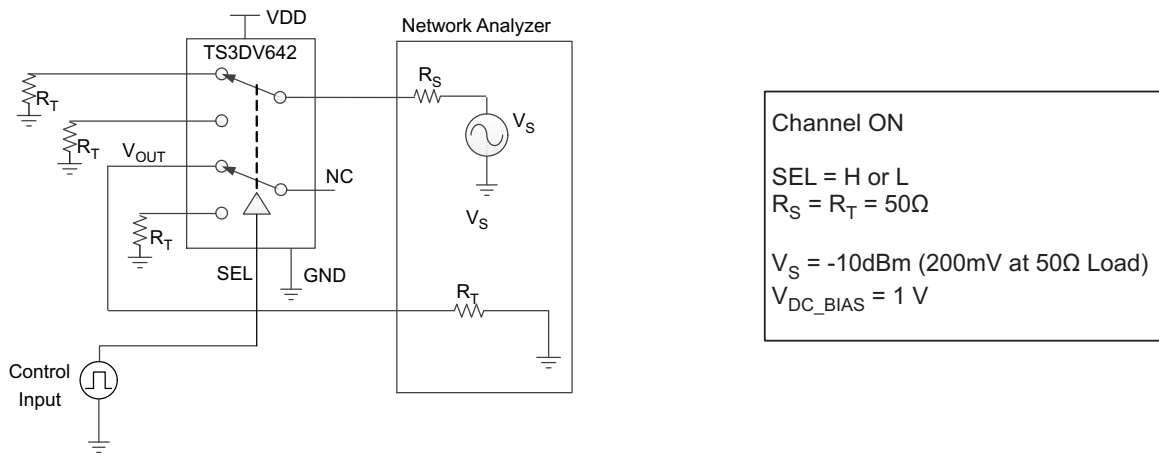 VDD
Network Analyzer
TS3DV642
R_S
R_T
V_S
R_T
V_OUT
NC
V_S
R_T
SEL
GND
R_T
Control
Input
Channel ON
SEL = H or L
R_S = R_T = 50Ω
V_S = -10dBm (200mV at 50Ω Load)
V_DC_BIAS = 1 V